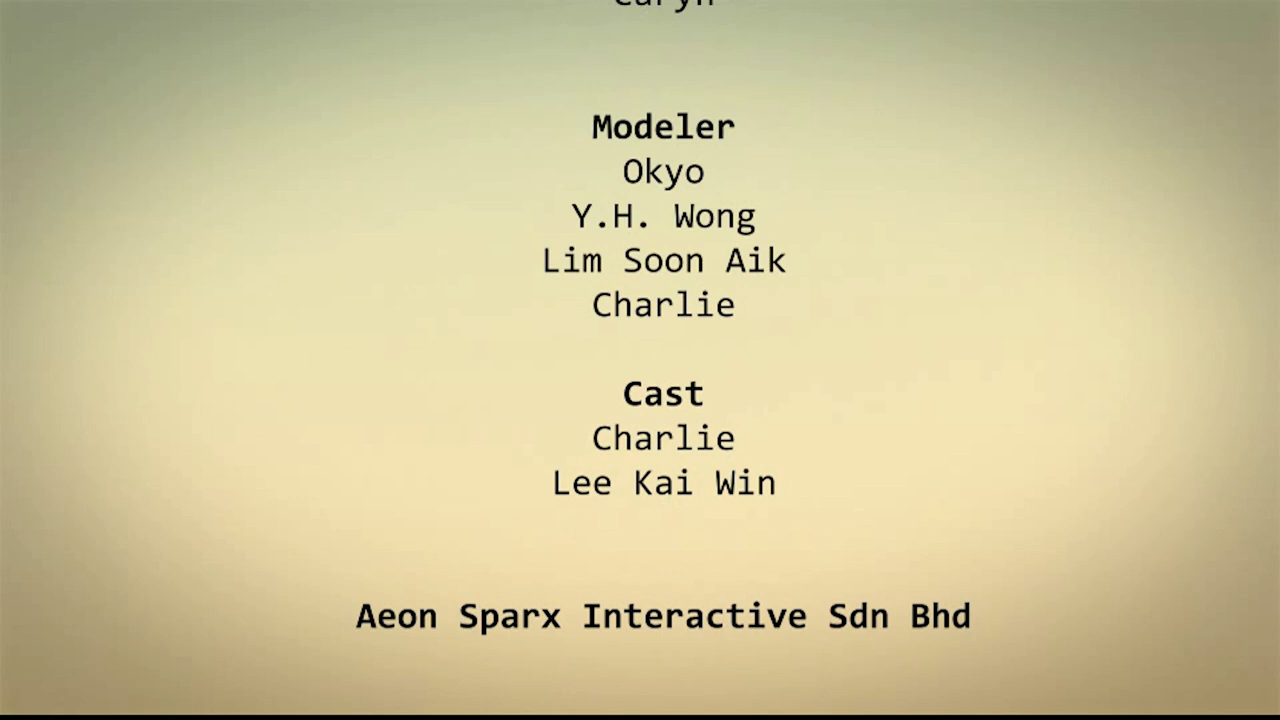 Modeler
Okyo
Y.H. Wong
Lim Soon Aik
Charlie
Cast
Charlie
Lee Kai Win
Aeon Sparx Interactive Sdn Bhd